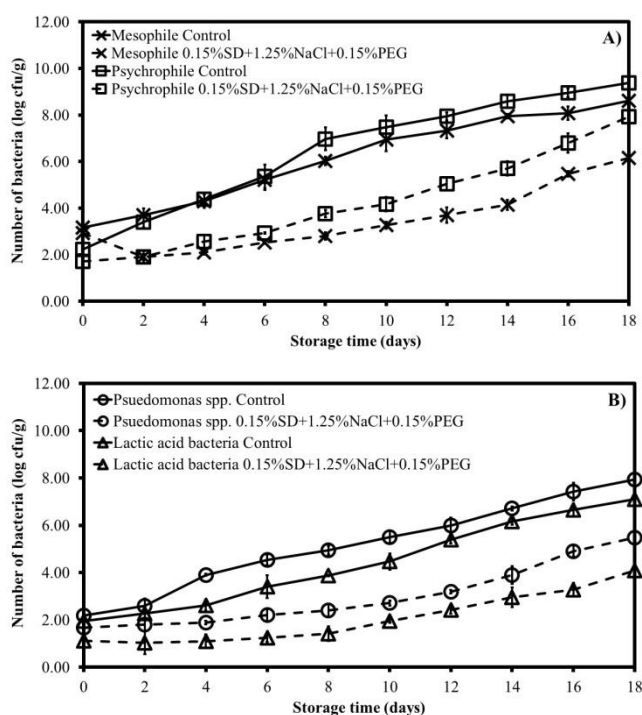 12.00
Mesophile Control
A)
Mesophile 0.15%SD+1.25%NaCl+0.15%PEG
10.00
Psychrophile Control
Psychrophile 0.15%SD+1.25%NaCl+0.15%PEG
8.00
6.00
4.00
2.00
0.00
Number of bacteria (log cfu/g)
0 2 4 6 8 10 12 14 16 18
Storage time (days)
12.00
Psuedomonas spp. Control
B)
Psuedomonas spp. 0.15%SD+1.25%NaCl+0.15%PEG
10.00
Lactic acid bacteria Control
Lactic acid bacteria 0.15%SD+1.25%NaCl+0.15%PEG
8.00
6.00
4.00
2.00
0.00
Number of bacteria (log cfu/g)
0 2 4 6 8 10 12 14 16 18
Storage time (days)